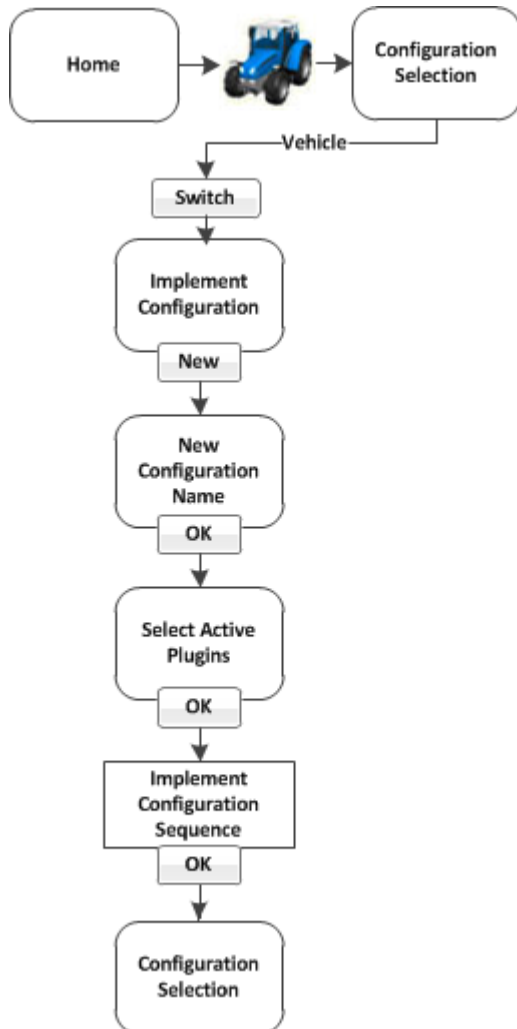 Home
Configuration
Selection
Vehicle
Switch
Implement
Configuration
New
New
Configuration
Name
OK
Select Active
Plugins
OK
Implement
Configuration
Sequence
OK
Configuration
Selection